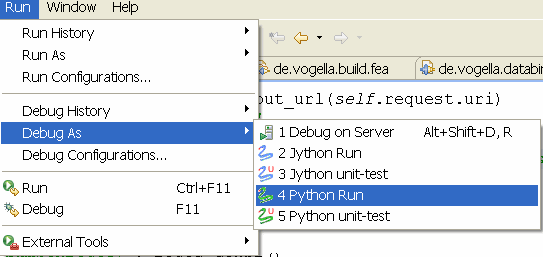 Run Window Help
Run History
Run As
Run Configurations...
de.vogella.build.fea de.vogella.databin
out_url(self.request.uri)
Debug History
Debug As
Debug Configurations...
1 Debug on Server Alt+Shift+D, R
2 Jython Run
3 Jython unit-test
4 Python Run
5 Python unit-test
Run Ctrl+F11
Debug F11
External Tools